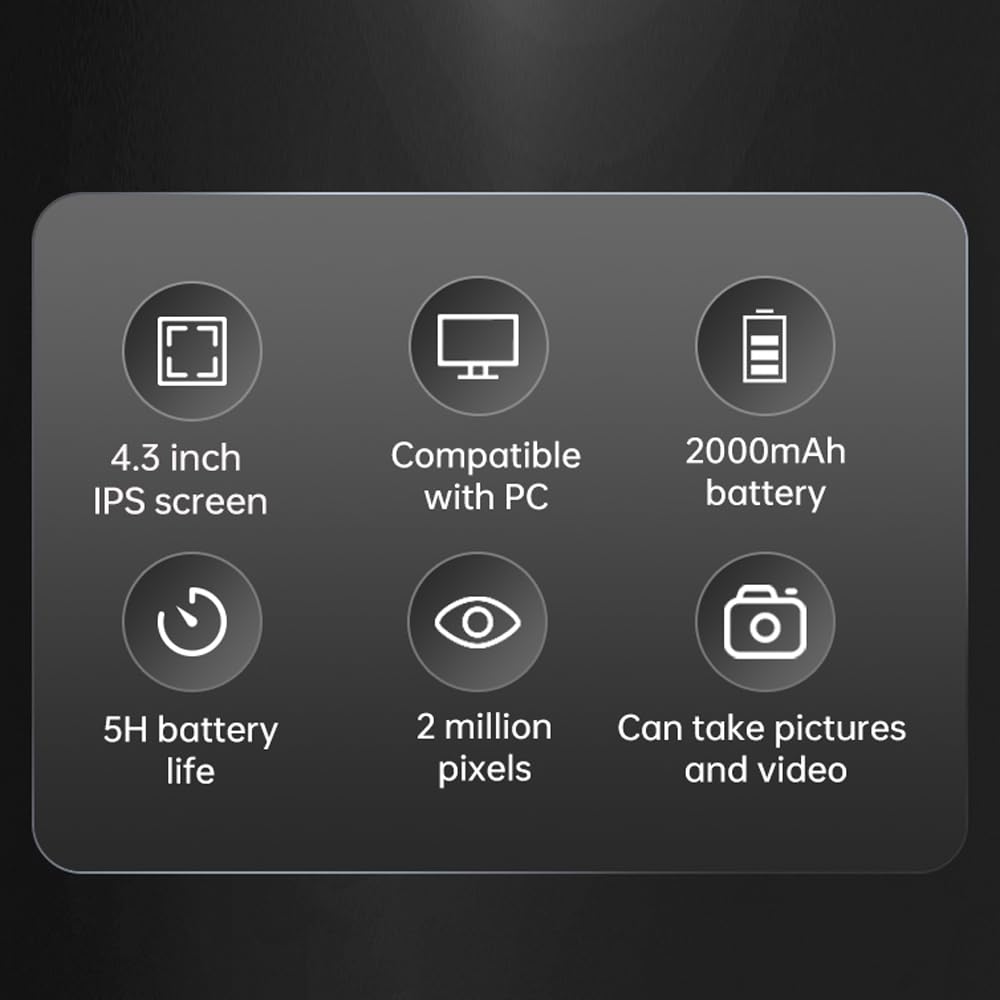 4.3 inch
IPS screen
Compatible
with PC
2000mAh
battery
5H battery
life
2 million
pixels
Can take pictures
and video